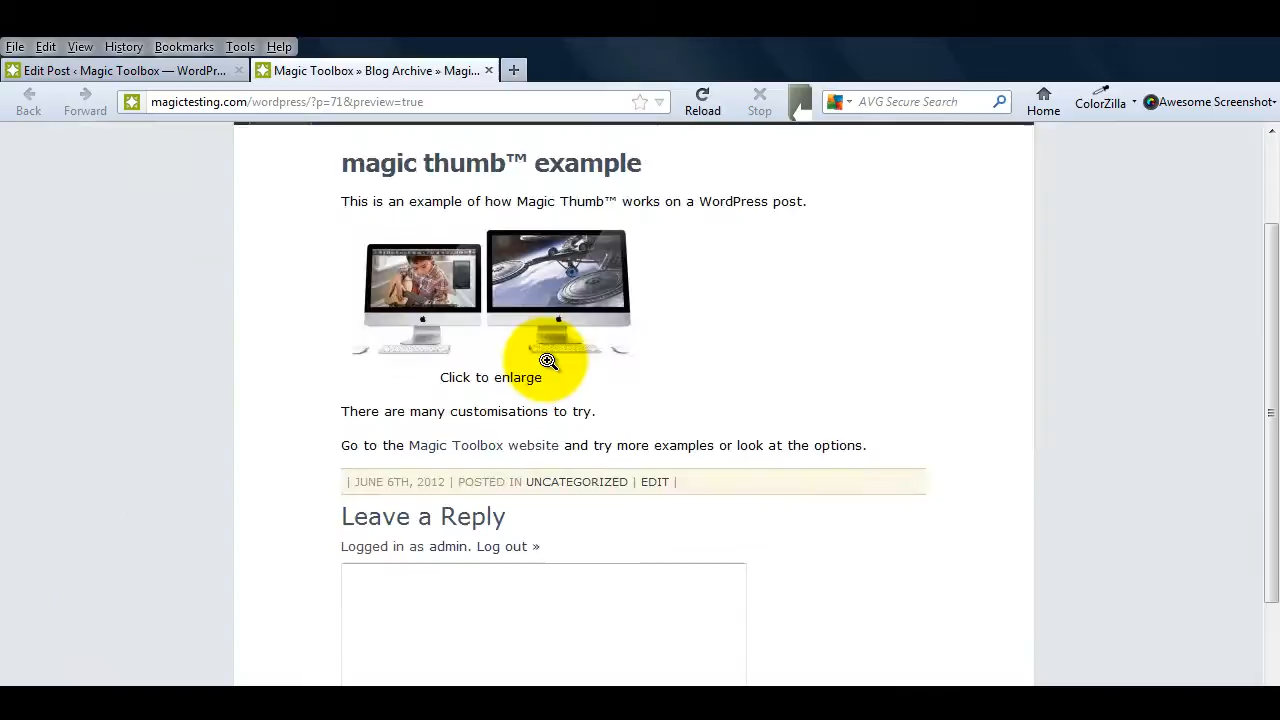 File Edit View History Bookmarks Tools Help
Edit Post ‹ Magic Toolbox — WordPr... × Magic Toolbox » Blog Archive » Magi... × +
Back Forward magictesting.com/wordpress/?p=71&preview=true Reload Stop AVG Secure Search Home ColorZilla Awesome Screenshot
magic thumb™ example
This is an example of how Magic Thumb™ works on a WordPress post.
Click to enlarge
There are many customisations to try.
Go to the Magic Toolbox website and try more examples or look at the options.
| JUNE 6TH, 2012 | POSTED IN UNCATEGORIZED | EDIT |
Leave a Reply
Logged in as admin. Log out »